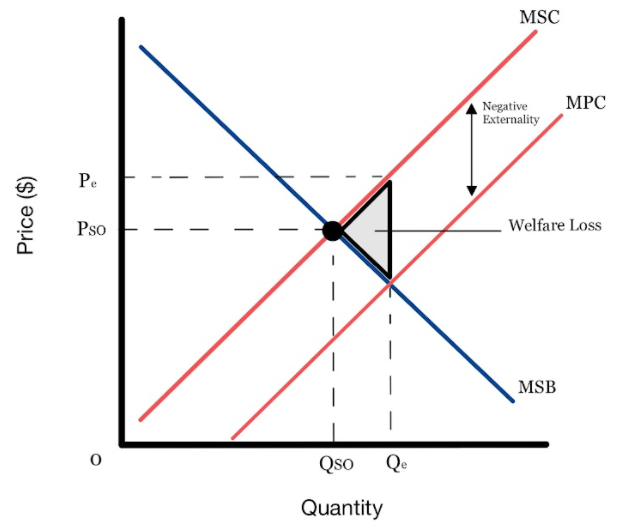 MSC
Negative
Externality
MPC
Pe
PSO
Welfare Loss
Price ($)
MSB
O
QSO
Qe
Quantity